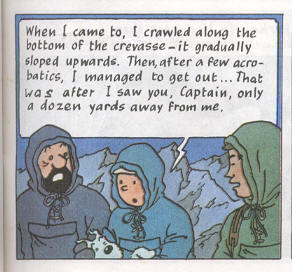 When I came to, I crawled along the
bottom of the crevasse - it gradually
sloped upwards. Then, after a few acro-
batics, I managed to get out... That
was after I saw you, Captain, only
a dozen yards away from me.